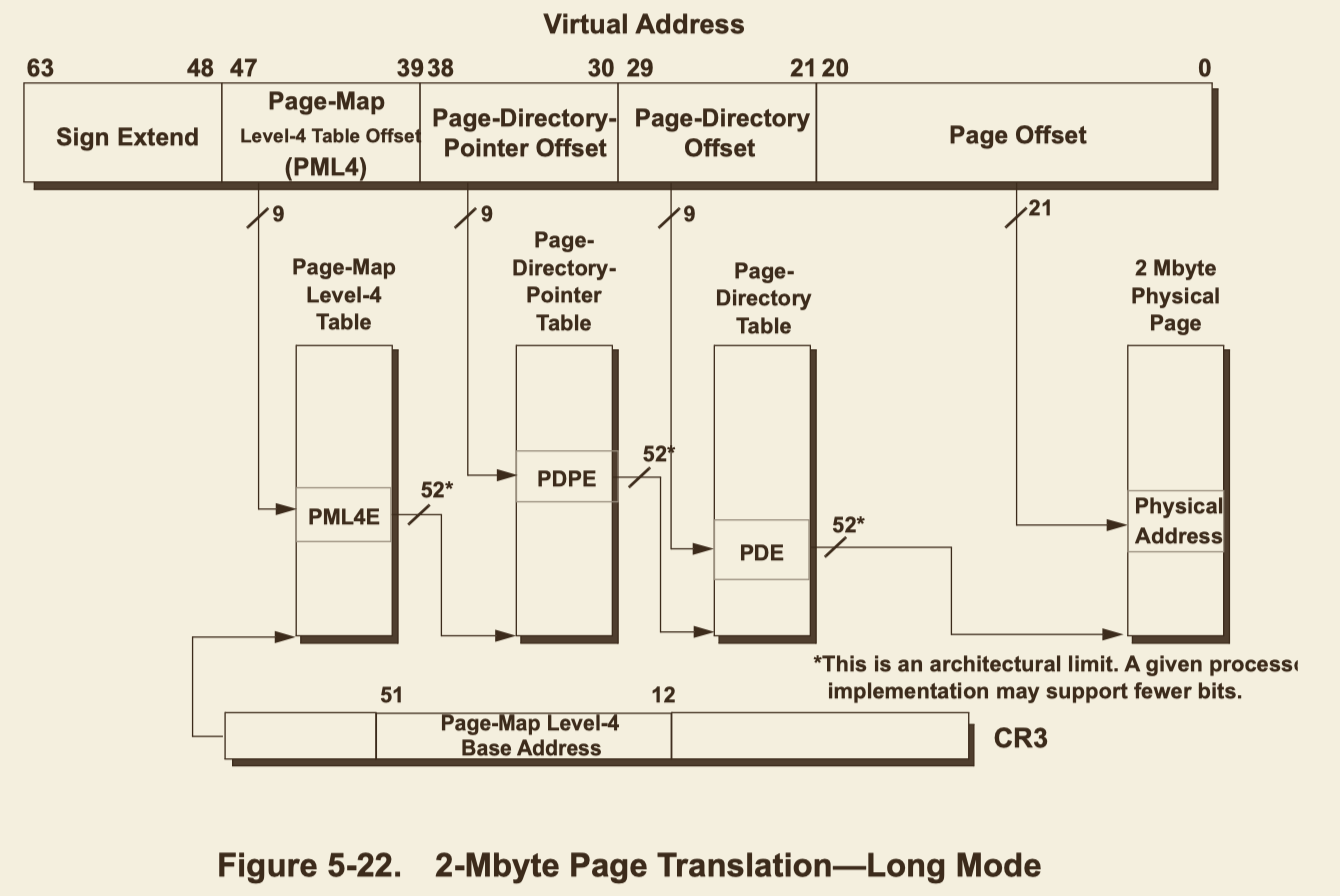 Virtual Address
63 48 47 39 38 30 29 21 20 0
Sign Extend
Page-Map
Level-4 Table Offset
(PML4)
Page-Directory-
Pointer Offset
Page-Directory
Offset
Page Offset
9
9
9
21
Page-Map
Level-4
Table
Page-
Directory-
Pointer
Table
Page-
Directory
Table
2 Mbyte
Physical
Page
PML4E
52*
PDPE
52*
PDE
52*
Physical
Address
*This is an architectural limit. A given
implementation may support fewer bits.
51 12
Page-Map Level-4
Base Address
CR3
Figure 5-22. 2-Mbyte Page Translation—Long Mode